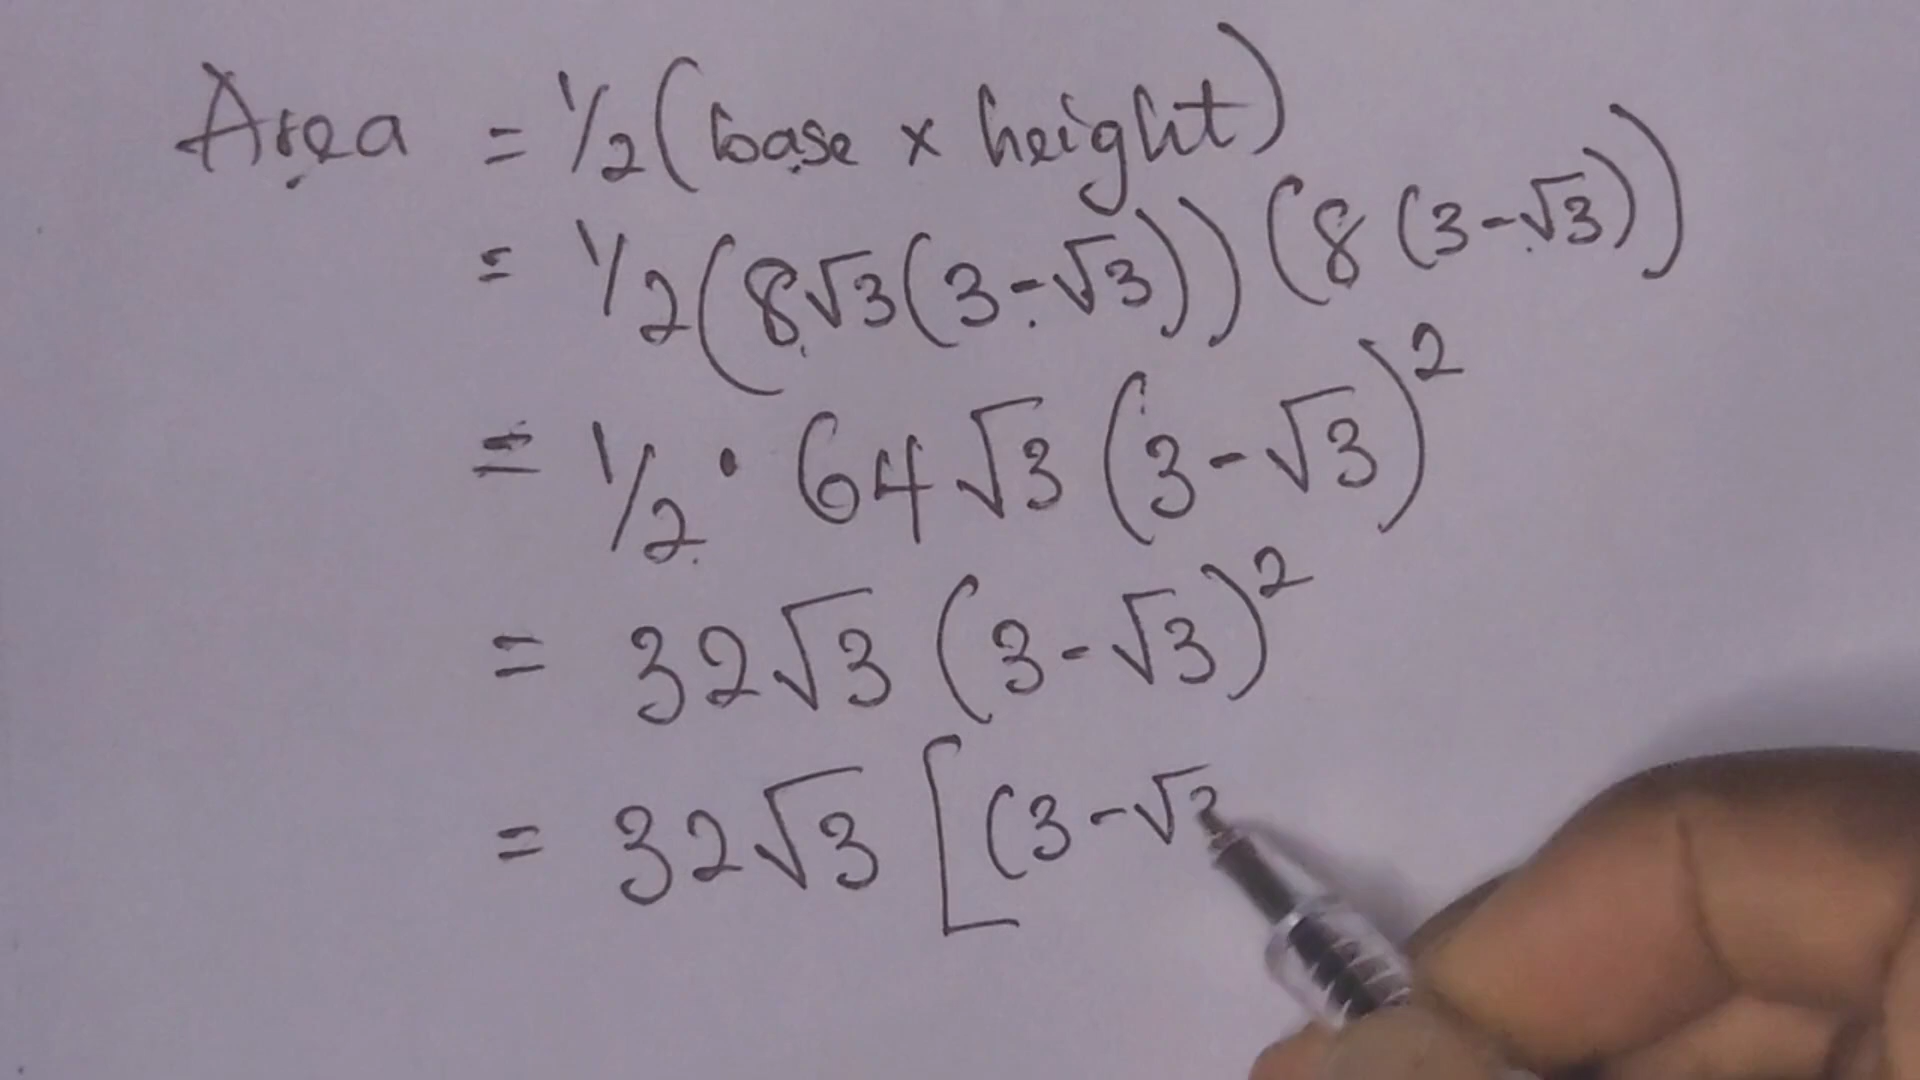 Area = 1/2 (base × height)
= 1/2 (8√3(3-√3)) (8(3-√3))
= 1/2 · 64√3 (3-√3)²
= 32√3 (3-√3)²
= 32√3 [(3-√3